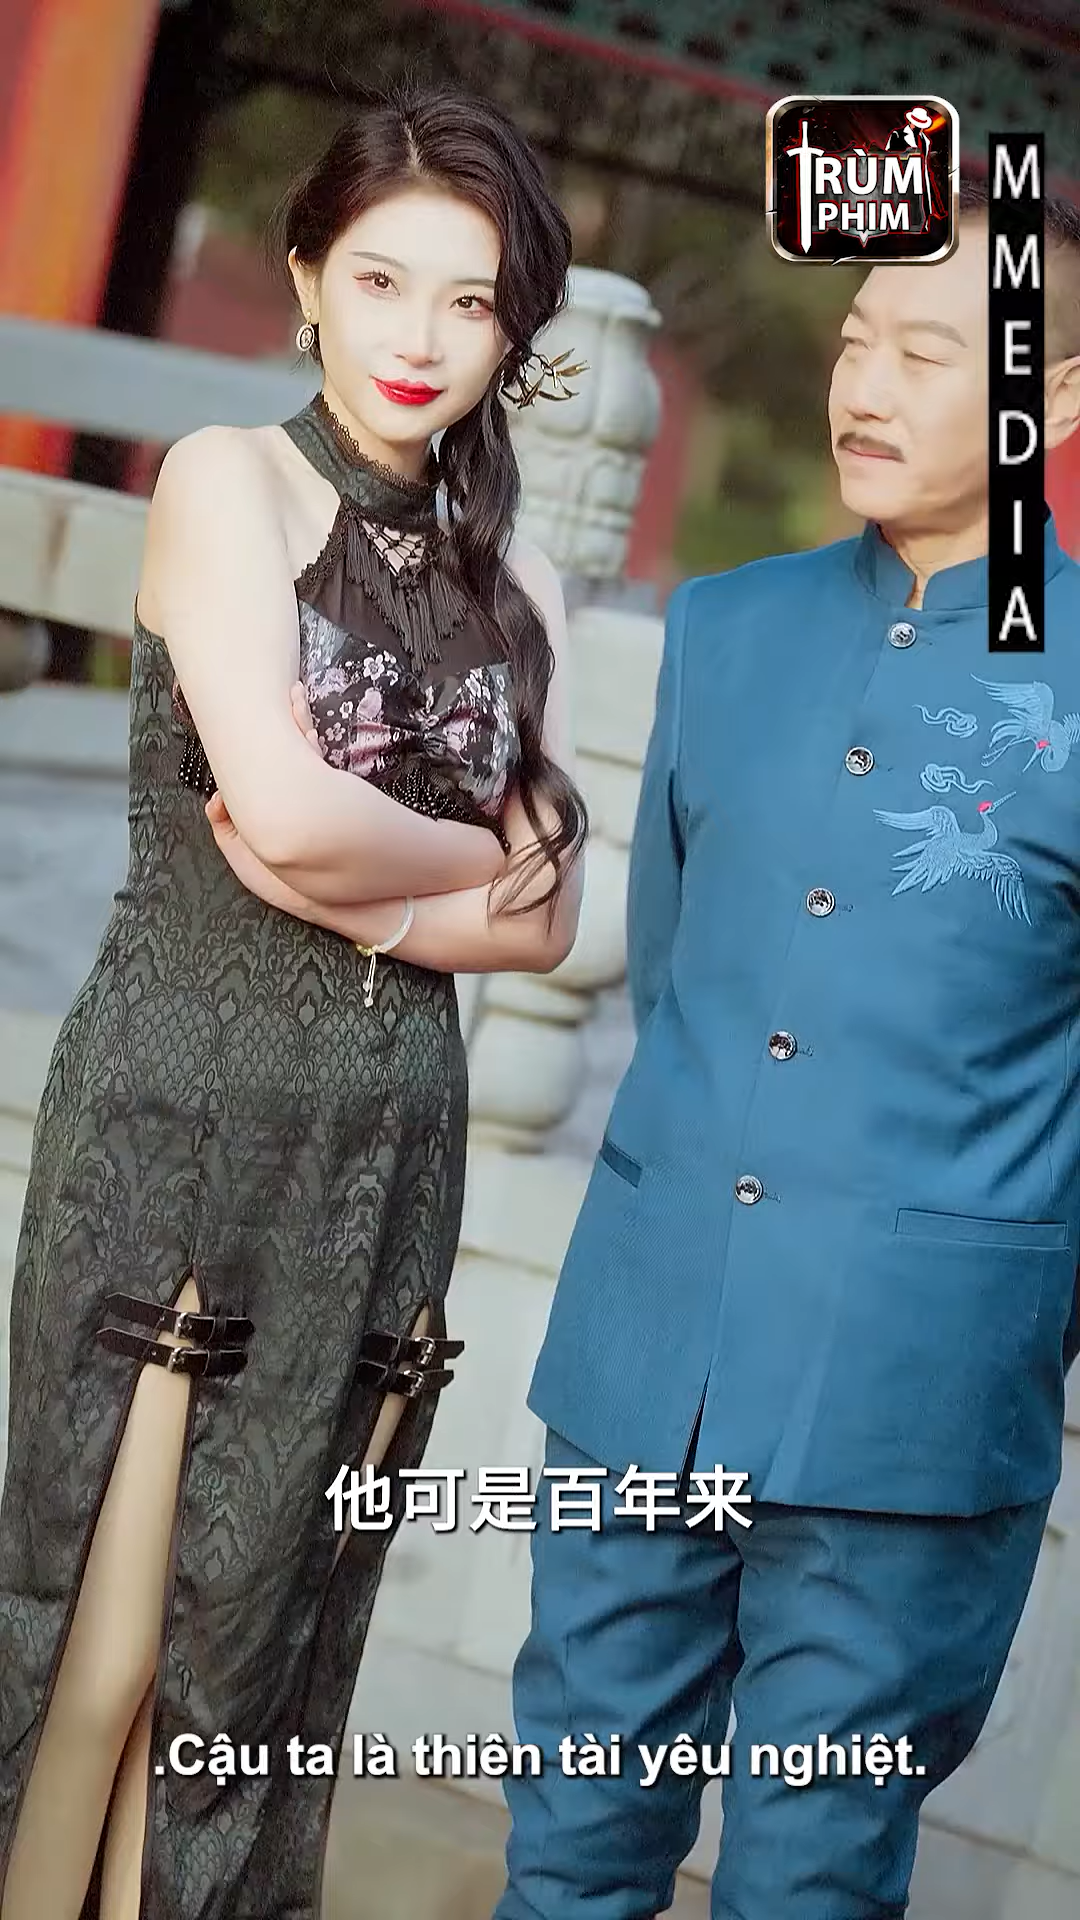 TRÙM
PHIM
MMEDIA
他可是百年来
.Cậu ta là thiên tài yêu nghiệt.